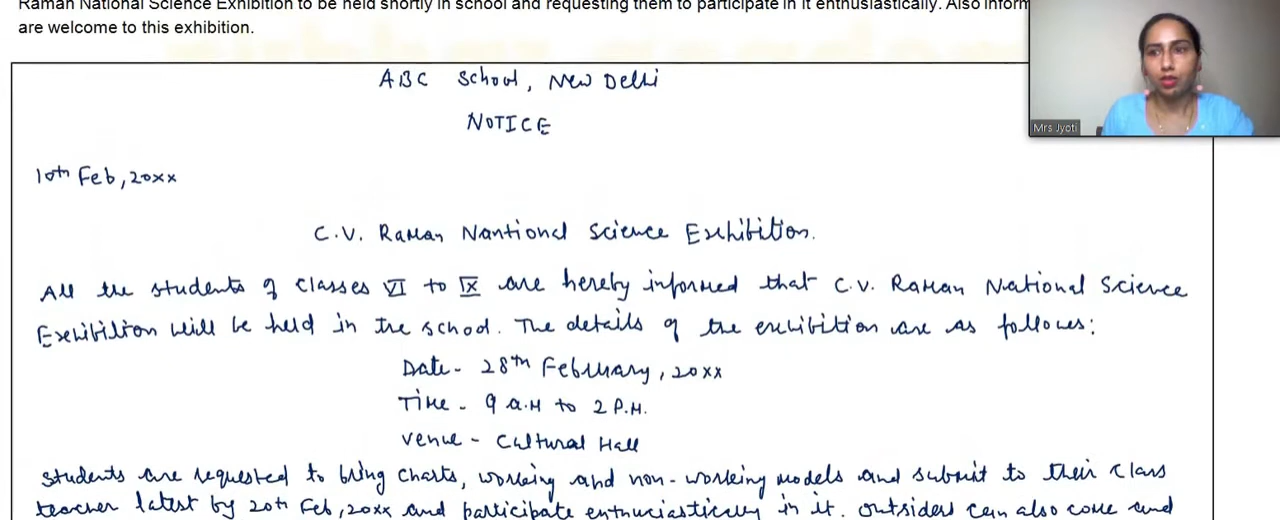 Raman National Science Exhibition to be held shortly in school and requesting them to participate in it enthusiastically. Also inform
are welcome to this exhibition.
Mrs Jyoti
ABC School, New Delhi
NOTICE
10th Feb, 20xx
C.V. Raman Nantional Science Exhibition.
All the students of classes VI to IX are hereby informed that C.V. Raman National Science
Exhibition will be held in the school. The details of the exhibition are as follows:
Date - 28th February, 20xx
Time - 9 a.M to 2 P.M.
Venue - Cultural Hall
Students are requested to bring charts, working and non-working models and submit to their class
teacher latest by 20th Feb, 20xx and participate enthuciastically in it. Outsiders can also come and